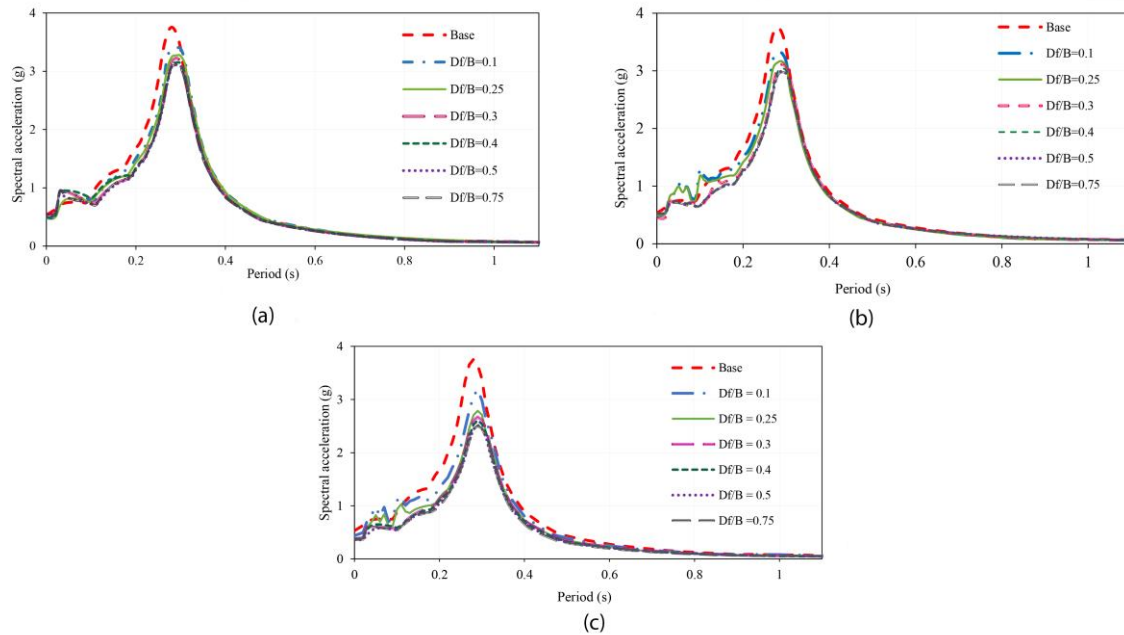 4
3
2
1
0
Spectral acceleration (g)
0 0.2 0.4 0.6 0.8 1
Period (s)
Base
Df/B=0.1
Df/B=0.25
Df/B=0.3
Df/B=0.4
Df/B=0.5
Df/B=0.75
(a)
4
3
2
1
0
Spectral acceleration (g)
0 0.2 0.4 0.6 0.8 1
Period (s)
Base
Df/B=0.1
Df/B=0.25
Df/B=0.3
Df/B=0.4
Df/B=0.5
Df/B=0.75
(b)
4
3
2
1
0
Spectral acceleration (g)
0 0.2 0.4 0.6 0.8 1
Period (s)
Base
Df/B = 0.1
Df/B = 0.25
Df/B = 0.3
Df/B = 0.4
Df/B = 0.5
Df/B =0.75
(c)